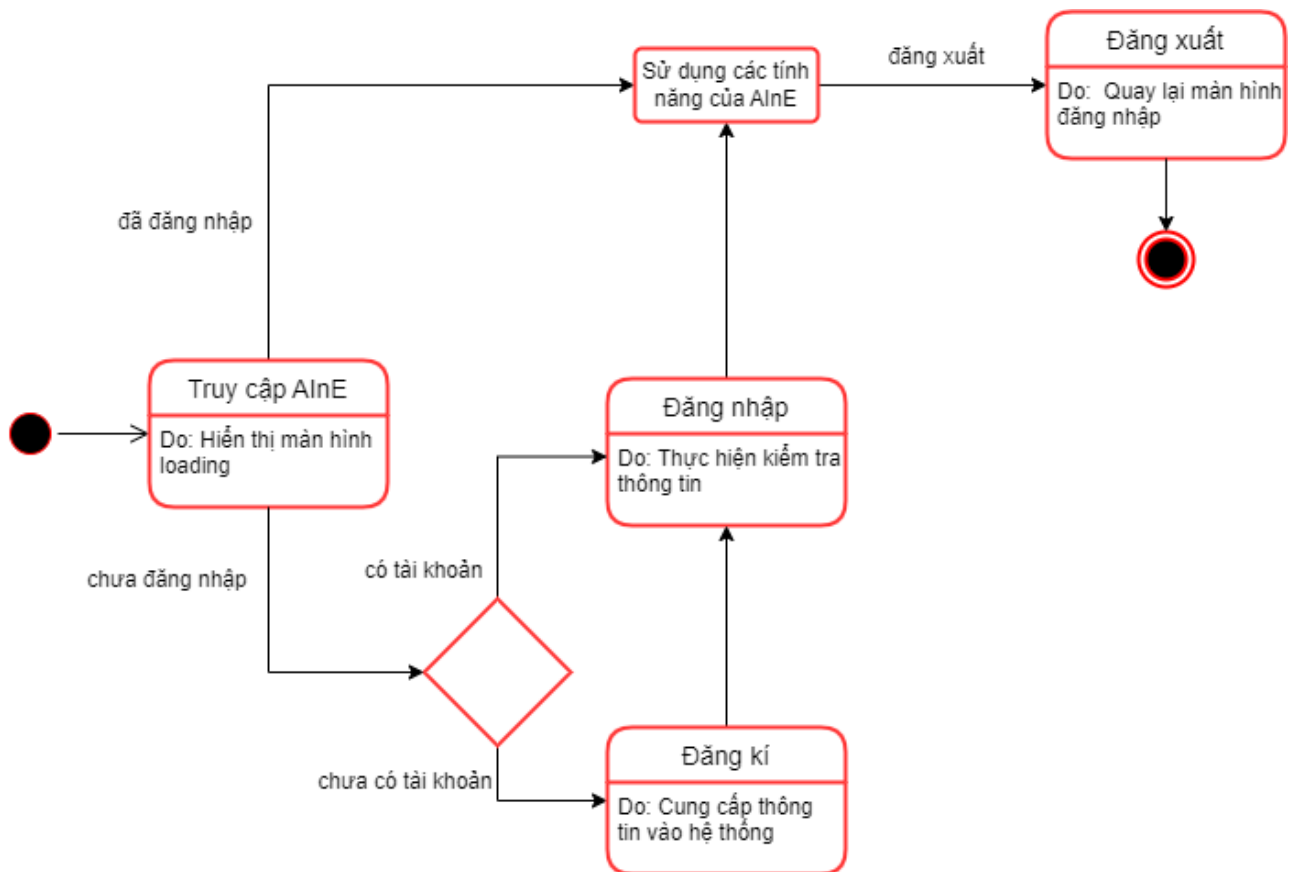 Đăng xuất
Do: Quay lại màn hình
đăng nhập
đăng xuất
Sử dụng các tính
năng của AInE
đã đăng nhập
Truy cập AInE
Do: Hiển thị màn hình
loading
Đăng nhập
Do: Thực hiện kiểm tra
thông tin
chưa đăng nhập
có tài khoản
chưa có tài khoản
Đăng kí
Do: Cung cấp thông
tin vào hệ thống